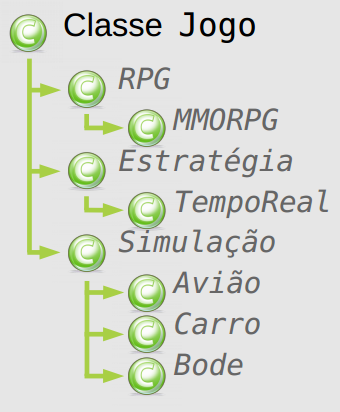 Classe Jogo
RPG
MMORPG
Estratégia
TempoReal
Simulação
Avião
Carro
Bode